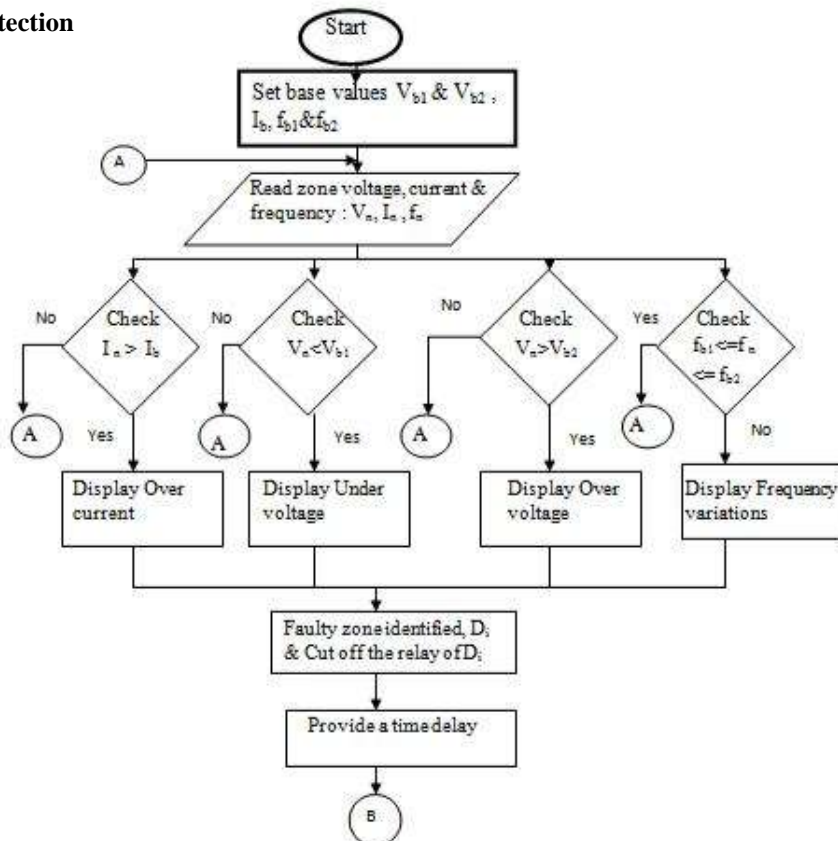 tection
Start
Set base values V_b1 & V_b2 ,
I_b, f_b1&f_b2
A
Read zone voltage, current &
frequency : V_n, I_n , f_n
No
Check
I_n > I_b
No
Check
V_n<V_b1
No
Check
V_n>V_b2
Yes
Check
f_b1<=f_n
<= f_b2
A
Yes
A
Yes
A
Yes
A
No
Display Over
current
Display Under
voltage
Display Over
voltage
Display Frequency
variations
Faulty zone identified, D_i
& Cut off the relay of D_i
Provide a time delay
B